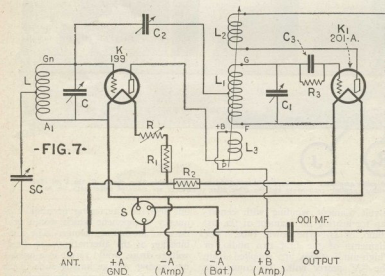 C2
L2
K
199
C3
K1
201-A.
Gn
G
L
C
L1
C1
R3
A1
R
+B
F
-FIG.7-
L3
P
R1
R2
SC
S
.001 MF.
ANT.
+A
GND.
-A
(Amp)
-A
(Bat.)
+B
(Amp.)
OUTPUT